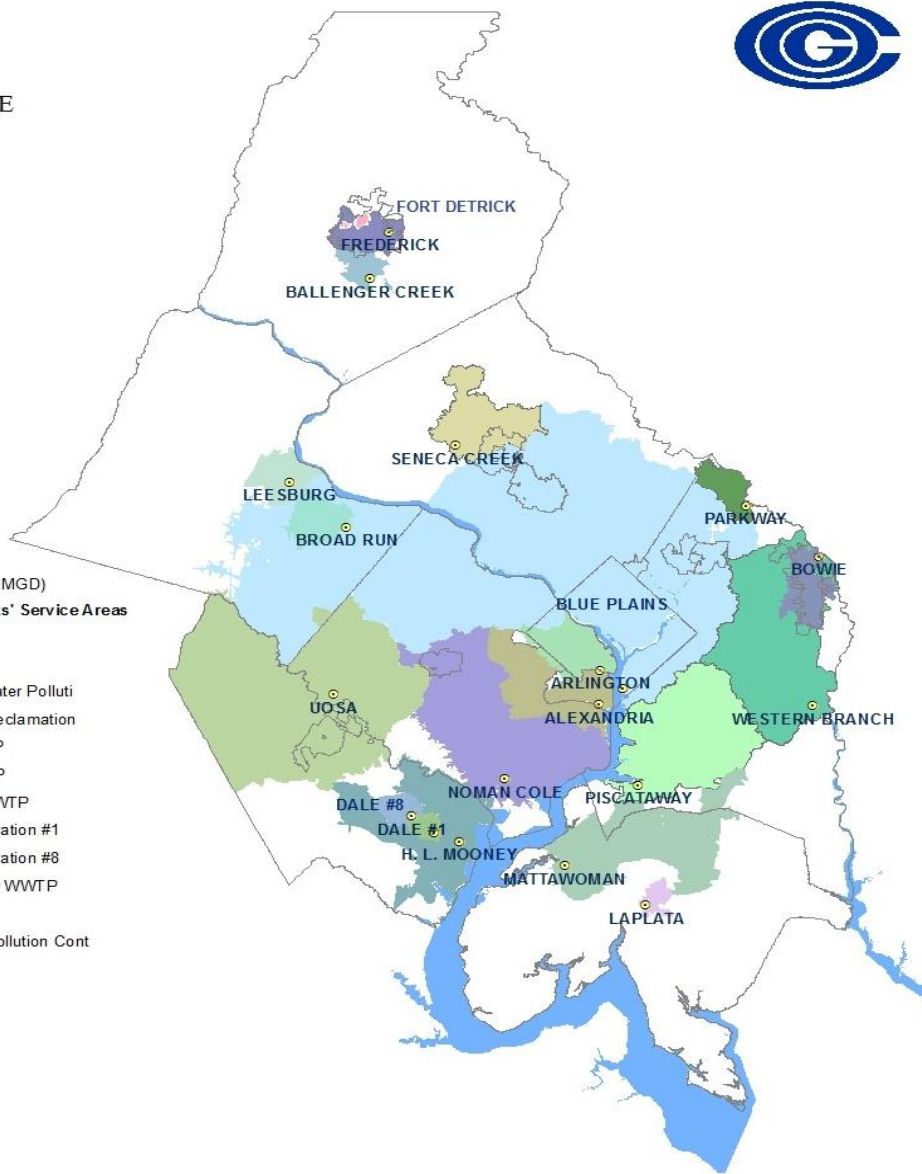 E
COG
FORT DETRICK
FREDERICK
BALLENGER CREEK
SENECA CREEK
LEESBURG
BROAD RUN
PARKWAY
BOWIE
MGD)
s' Service Areas
BLUE PLAINS
ater Polluti
eclamation
P
P
WTP
ation #1
ation #8
WWTP
ollution Cont
ARLINGTON
ALEXANDRIA
UOSA
WESTERN BRANCH
NOMAN COLE
PISCATAWAY
DALE #8
DALE #1
H. L. MOONEY
MATTAWOMAN
LAPLATA